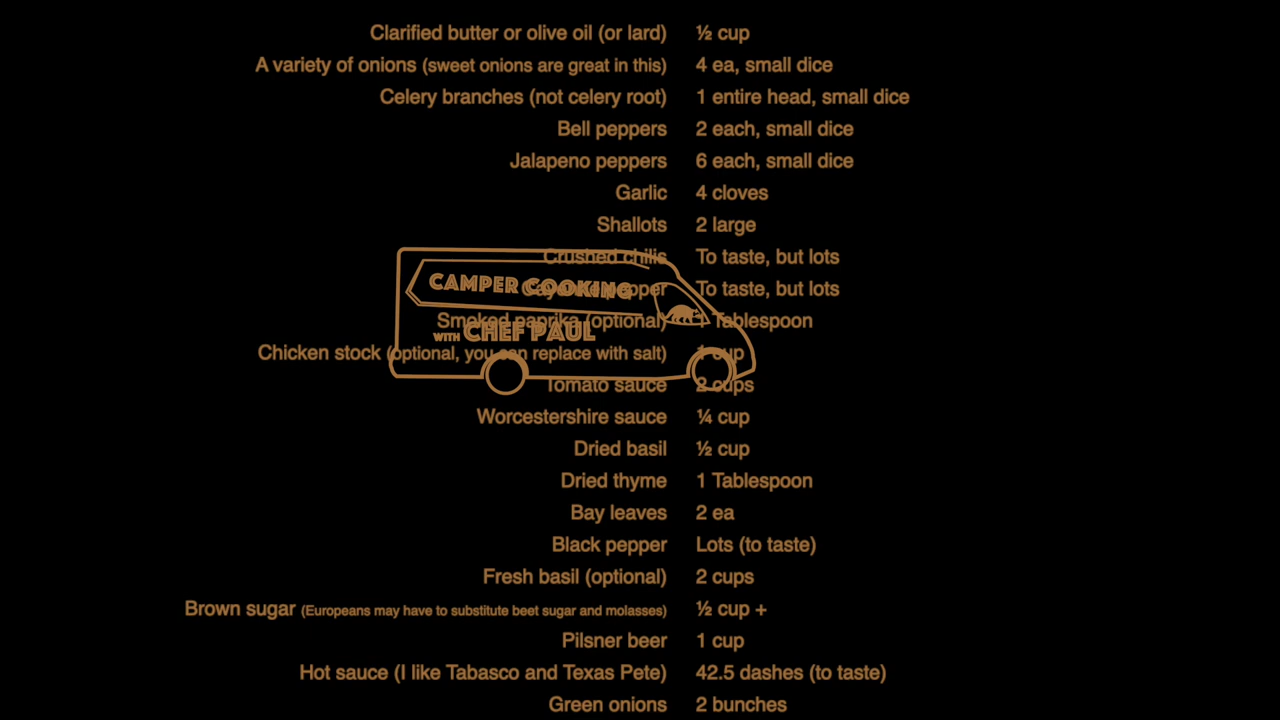 Clarified butter or olive oil (or lard) ½ cup
A variety of onions (sweet onions are great in this) 4 ea, small dice
Celery branches (not celery root) 1 entire head, small dice
Bell peppers 2 each, small dice
Jalapeno peppers 6 each, small dice
Garlic 4 cloves
Shallots 2 large
Crushed chilis To taste, but lots
CAMPER COOKING
Cayenne pepper To taste, but lots
Smoked paprika (optional) 1 Tablespoon
WITH CHEF PAUL
Chicken stock (optional, you can replace with salt) 1 cup
Tomato sauce 2 cups
Worcestershire sauce ¼ cup
Dried basil ½ cup
Dried thyme 1 Tablespoon
Bay leaves 2 ea
Black pepper Lots (to taste)
Fresh basil (optional) 2 cups
Brown sugar (Europeans may have to substitute beet sugar and molasses) ½ cup +
Pilsner beer 1 cup
Hot sauce (I like Tabasco and Texas Pete) 42.5 dashes (to taste)
Green onions 2 bunches